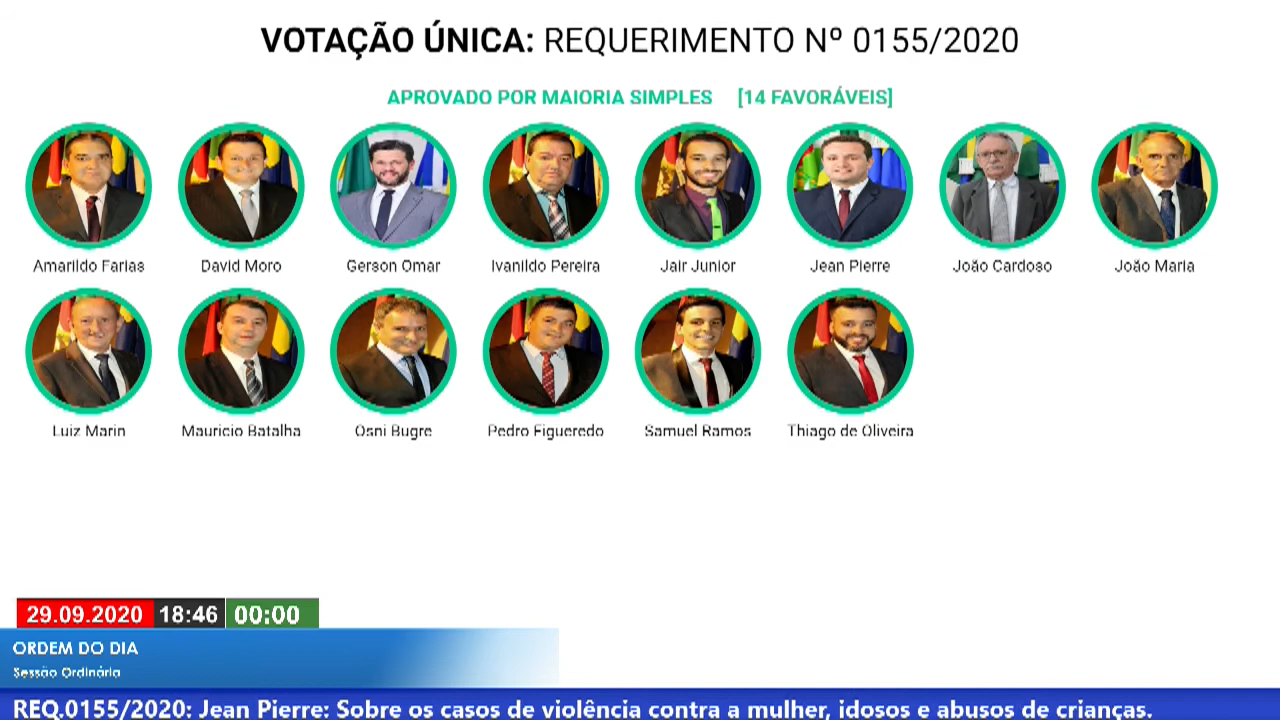 VOTAÇÃO ÚNICA: REQUERIMENTO Nº 0155/2020
APROVADO POR MAIORIA SIMPLES [14 FAVORÁVEIS]
Amarildo Farias David Moro Gerson Omar Ivanildo Pereira Jair Junior Jean Pierre João Cardoso João Maria
Luiz Marin Mauricio Batalha Osni Bugre Pedro Figueredo Samuel Ramos Thiago de Oliveira
29.09.2020 18:46 00:00
ORDEM DO DIA
Sessão Ordinária
REQ.0155/2020: Jean Pierre: Sobre os casos de violência contra a mulher, idosos e abusos de crianças.